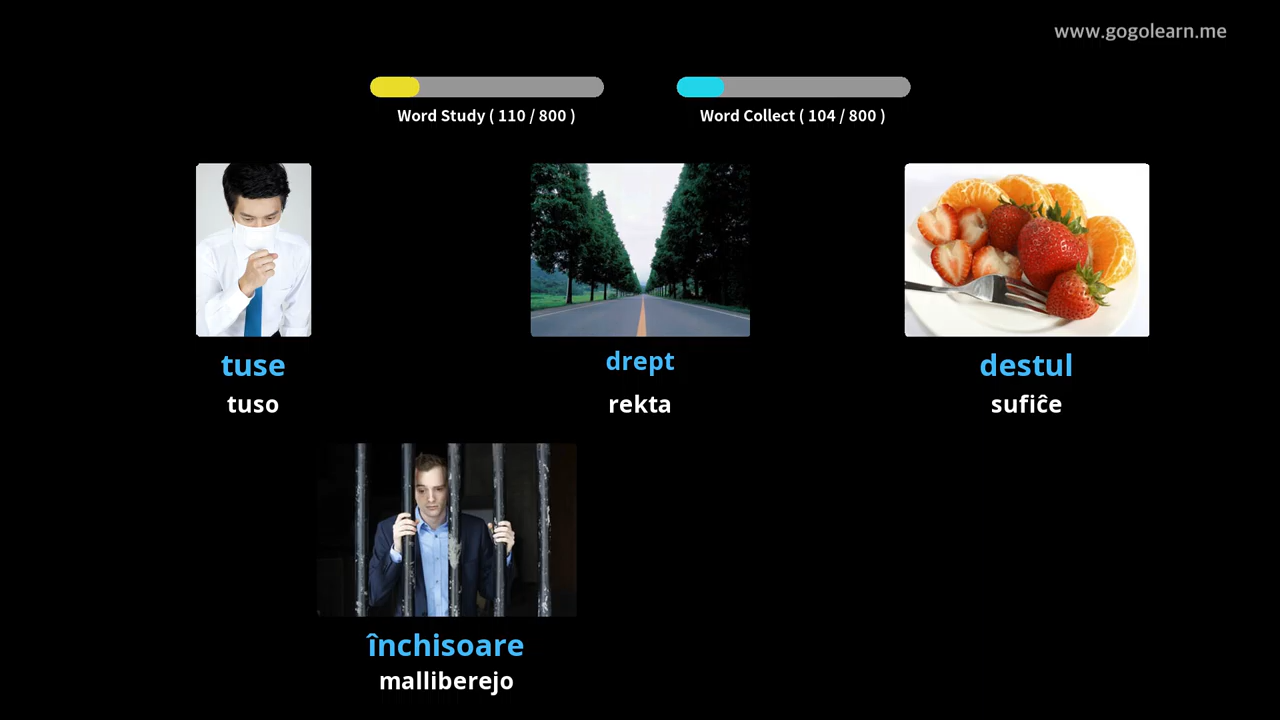 www.gogolearn.me
Word Study ( 110 / 800 )
Word Collect ( 104 / 800 )
tuse
tuso
drept
rekta
destul
sufiĉe
închisoare
malliberejo